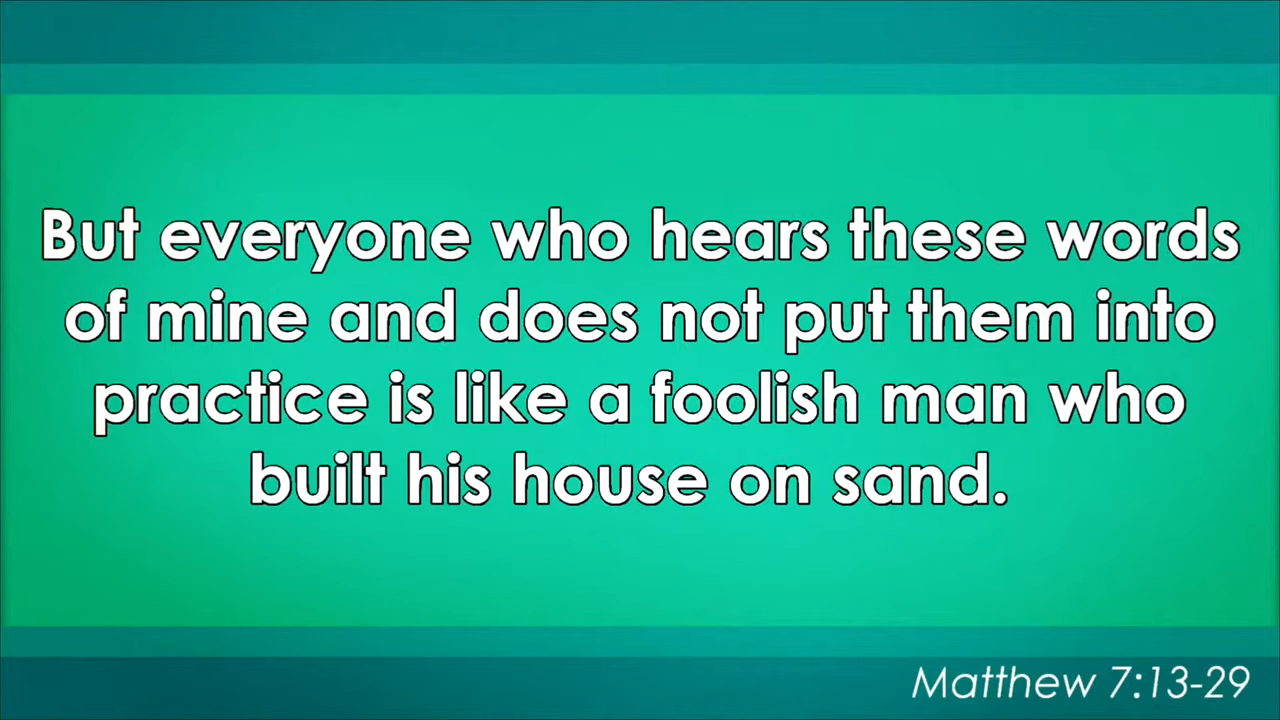 But everyone who hears these words
of mine and does not put them into
practice is like a foolish man who
built his house on sand.
Matthew 7:13-29